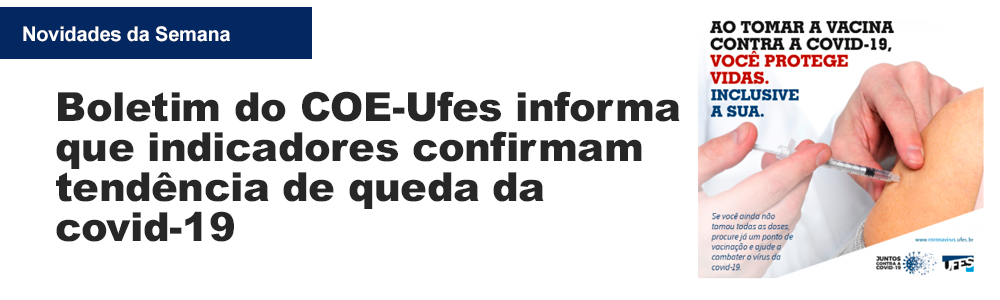 Novidades da Semana
Boletim do COE-Ufes informa
que indicadores confirmam
tendência de queda da
covid-19
AO TOMAR A VACINA
CONTRA A COVID-19,
VOCÊ PROTEGE
VIDAS.
INCLUSIVE
A SUA.
Se você ainda não
tomou todas as doses,
procure já um ponto de
vacinação e ajude a
combater o vírus da
covid-19.
www.coronavirus.ufes.br
JUNTOS
CONTRA A
COVID-19
UFES